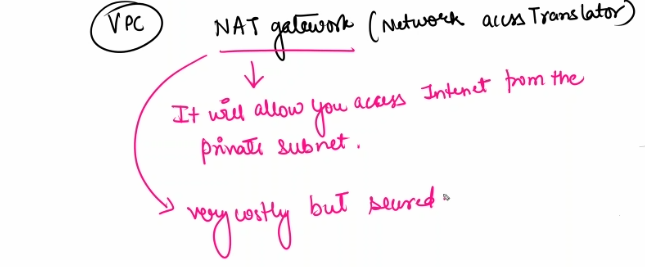 VPC NAT gatework (Network access Translator)
It will allow you access Internet from the
private subnet.
very costly but secured.